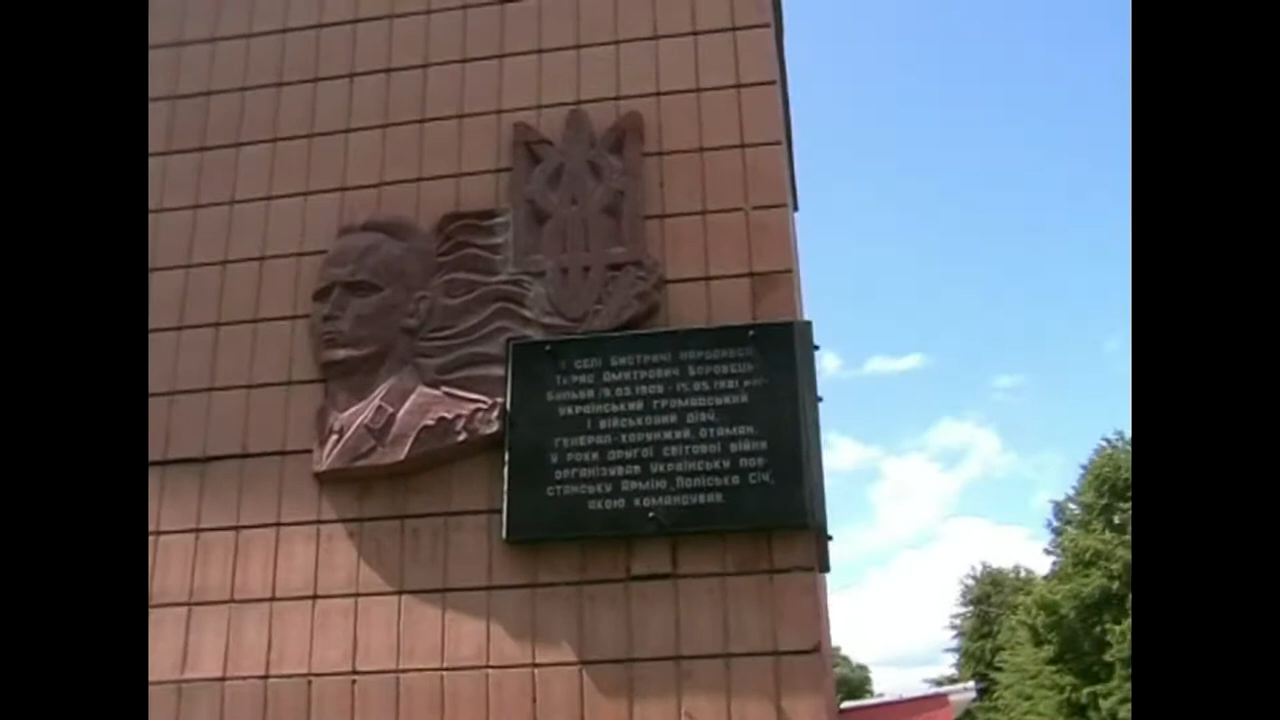 В СЕЛІ БИСТРИЧІ НАРОДИВСЯ
ТАРАС ДМИТРОВИЧ БОРОВЕЦЬ-
БУЛЬБА (9.03.1908 - 15.05.1981 рр.)-
УКРАЇНСЬКИЙ ГРОМАДСЬКИЙ
І ВІЙСЬКОВИЙ ДІЯЧ,
ГЕНЕРАЛ-ХОРУНЖИЙ, ОТАМАН.
У РОКИ ДРУГОЇ СВІТОВОЇ ВІЙНИ
ОРГАНІЗУВАВ УКРАЇНСЬКУ ПОВ-
СТАНСЬКУ АРМІЮ „ПОЛІСЬКА СІЧ",
ЯКОЮ КОМАНДУВАВ.